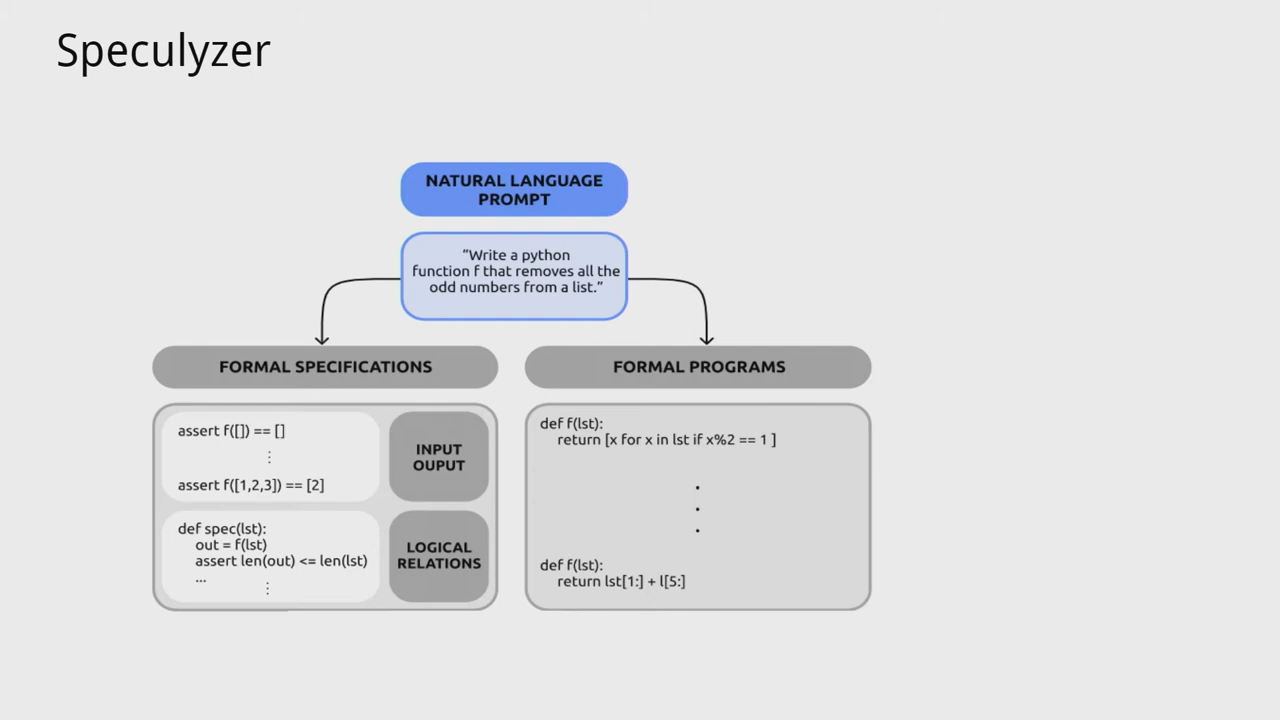 Speculyzer
NATURAL LANGUAGE
PROMPT
“Write a python
function f that removes all the
odd numbers from a list.”
FORMAL SPECIFICATIONS
assert f([]) == []
⋮
assert f([1,2,3]) == [2]
INPUT
OUPUT
def spec(lst):
out = f(lst)
assert len(out) <= len(lst)
...
⋮
LOGICAL
RELATIONS
FORMAL PROGRAMS
def f(lst):
return [x for x in lst if x%2 == 1 ]
⋮
def f(lst):
return lst[1:] + l[5:]